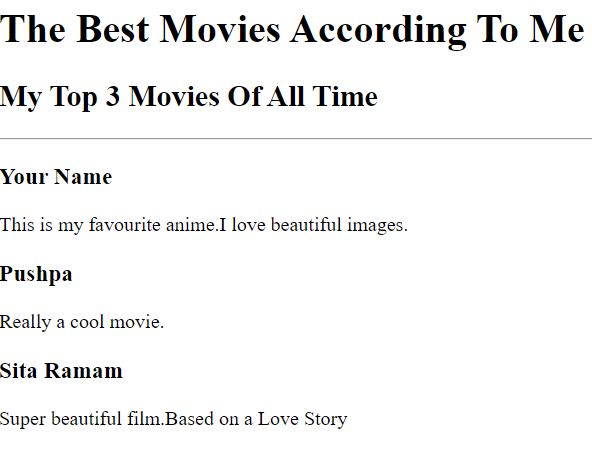 The Best Movies According To Me
My Top 3 Movies Of All Time
Your Name
This is my favourite anime.I love beautiful images.
Pushpa
Really a cool movie.
Sita Ramam
Super beautiful film.Based on a Love Story